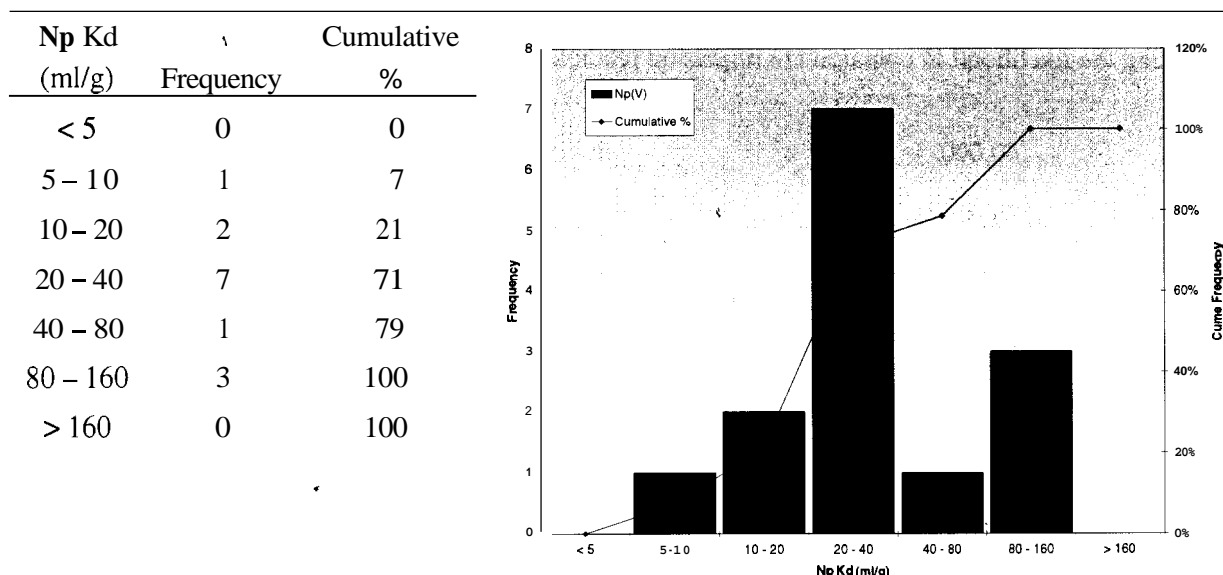 Np Kd Cumulative
(ml/g) Frequency %
< 5 0 0
5 – 10 1 7
10 – 20 2 21
20 – 40 7 71
40 – 80 1 79
80 – 160 3 100
> 160 0 100
8
7
6
5
4
3
2
1
0
Frequency
Np(V)
Cumulative %
120%
100%
80%
60%
40%
20%
0%
Cume Frequency
< 5 5-10 10 - 20 20 - 40 40 - 80 80 - 160 > 160
Np Kd (ml/g)